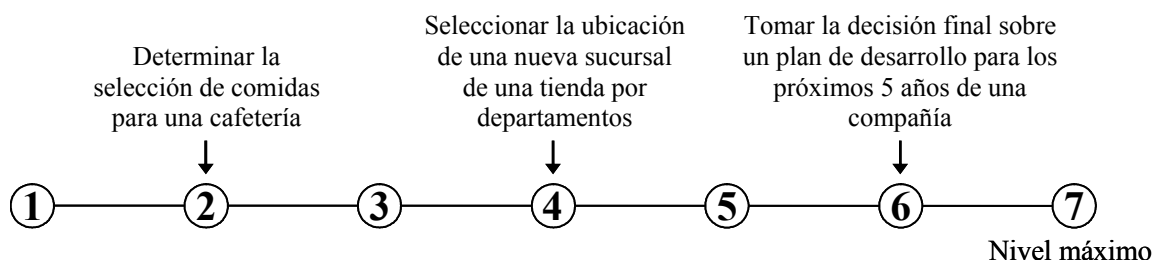 Determinar la
selección de comidas
para una cafetería
Seleccionar la ubicación
de una nueva sucursal
de una tienda por
departamentos
Tomar la decisión final sobre
un plan de desarrollo para los
próximos 5 años de una
compañía
1 2 3 4 5 6 7
Nivel máximo